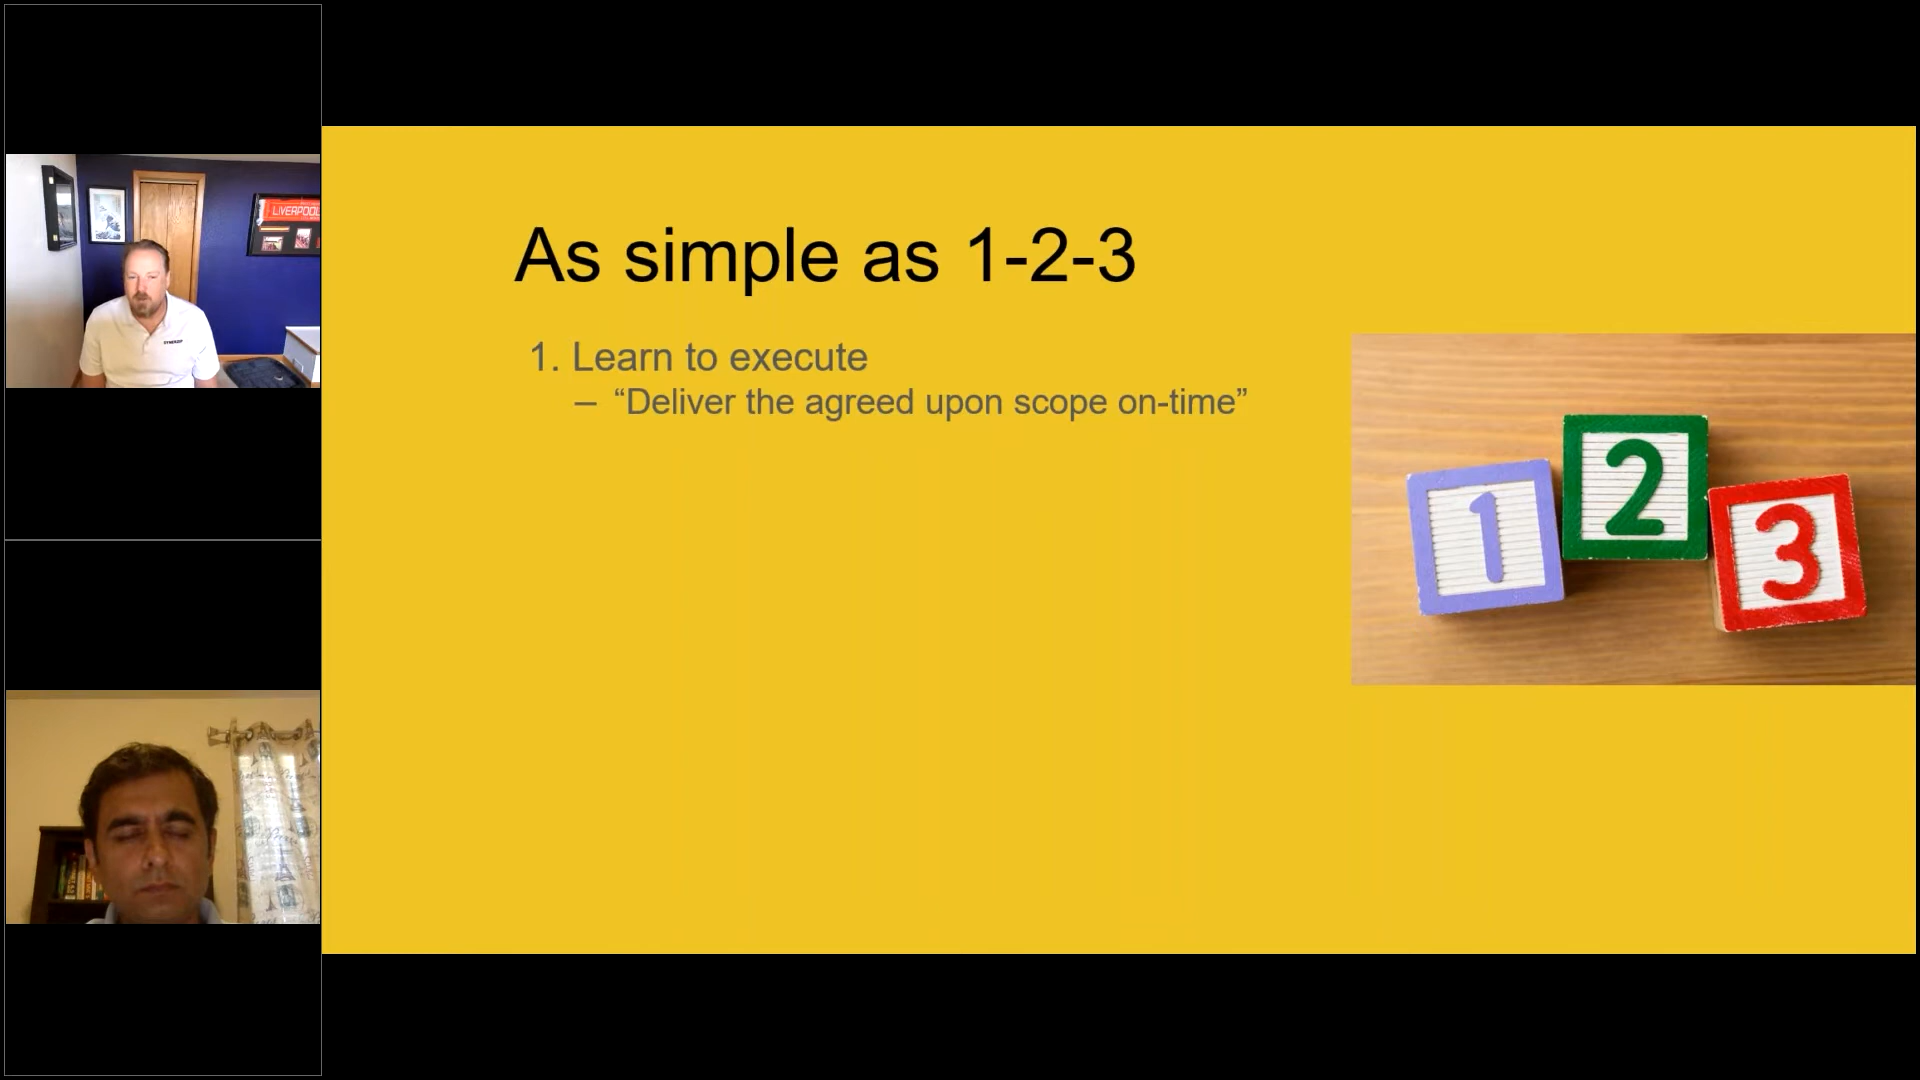 LIVERPOOL
As simple as 1-2-3
1. Learn to execute
– “Deliver the agreed upon scope on-time”
1
2
3